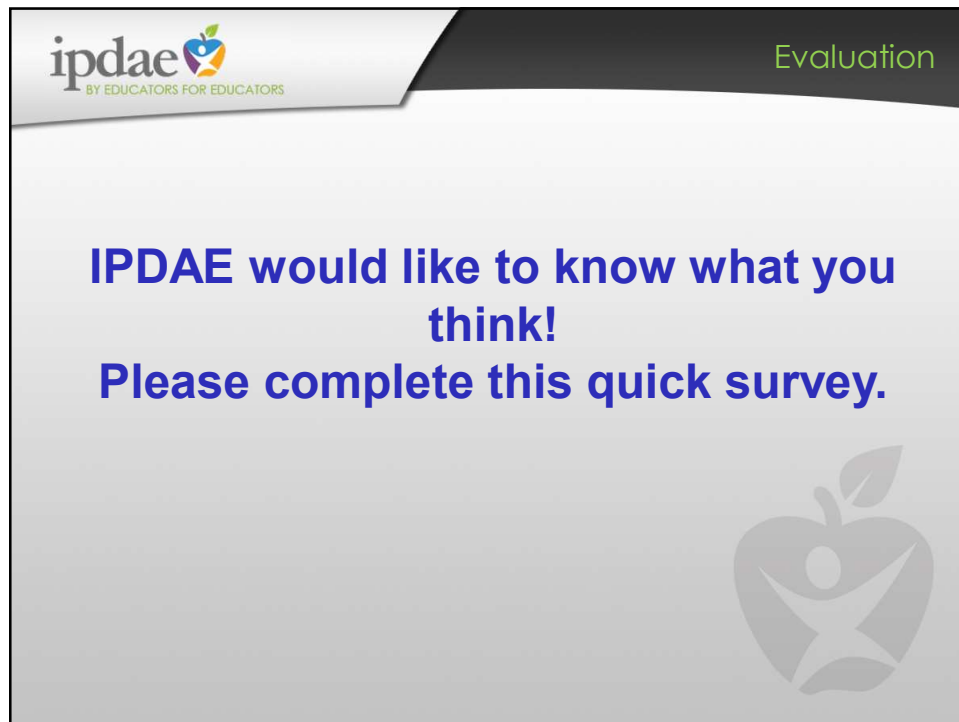 ipdae
BY EDUCATORS FOR EDUCATORS
Evaluation
IPDAE would like to know what you
think!
Please complete this quick survey.